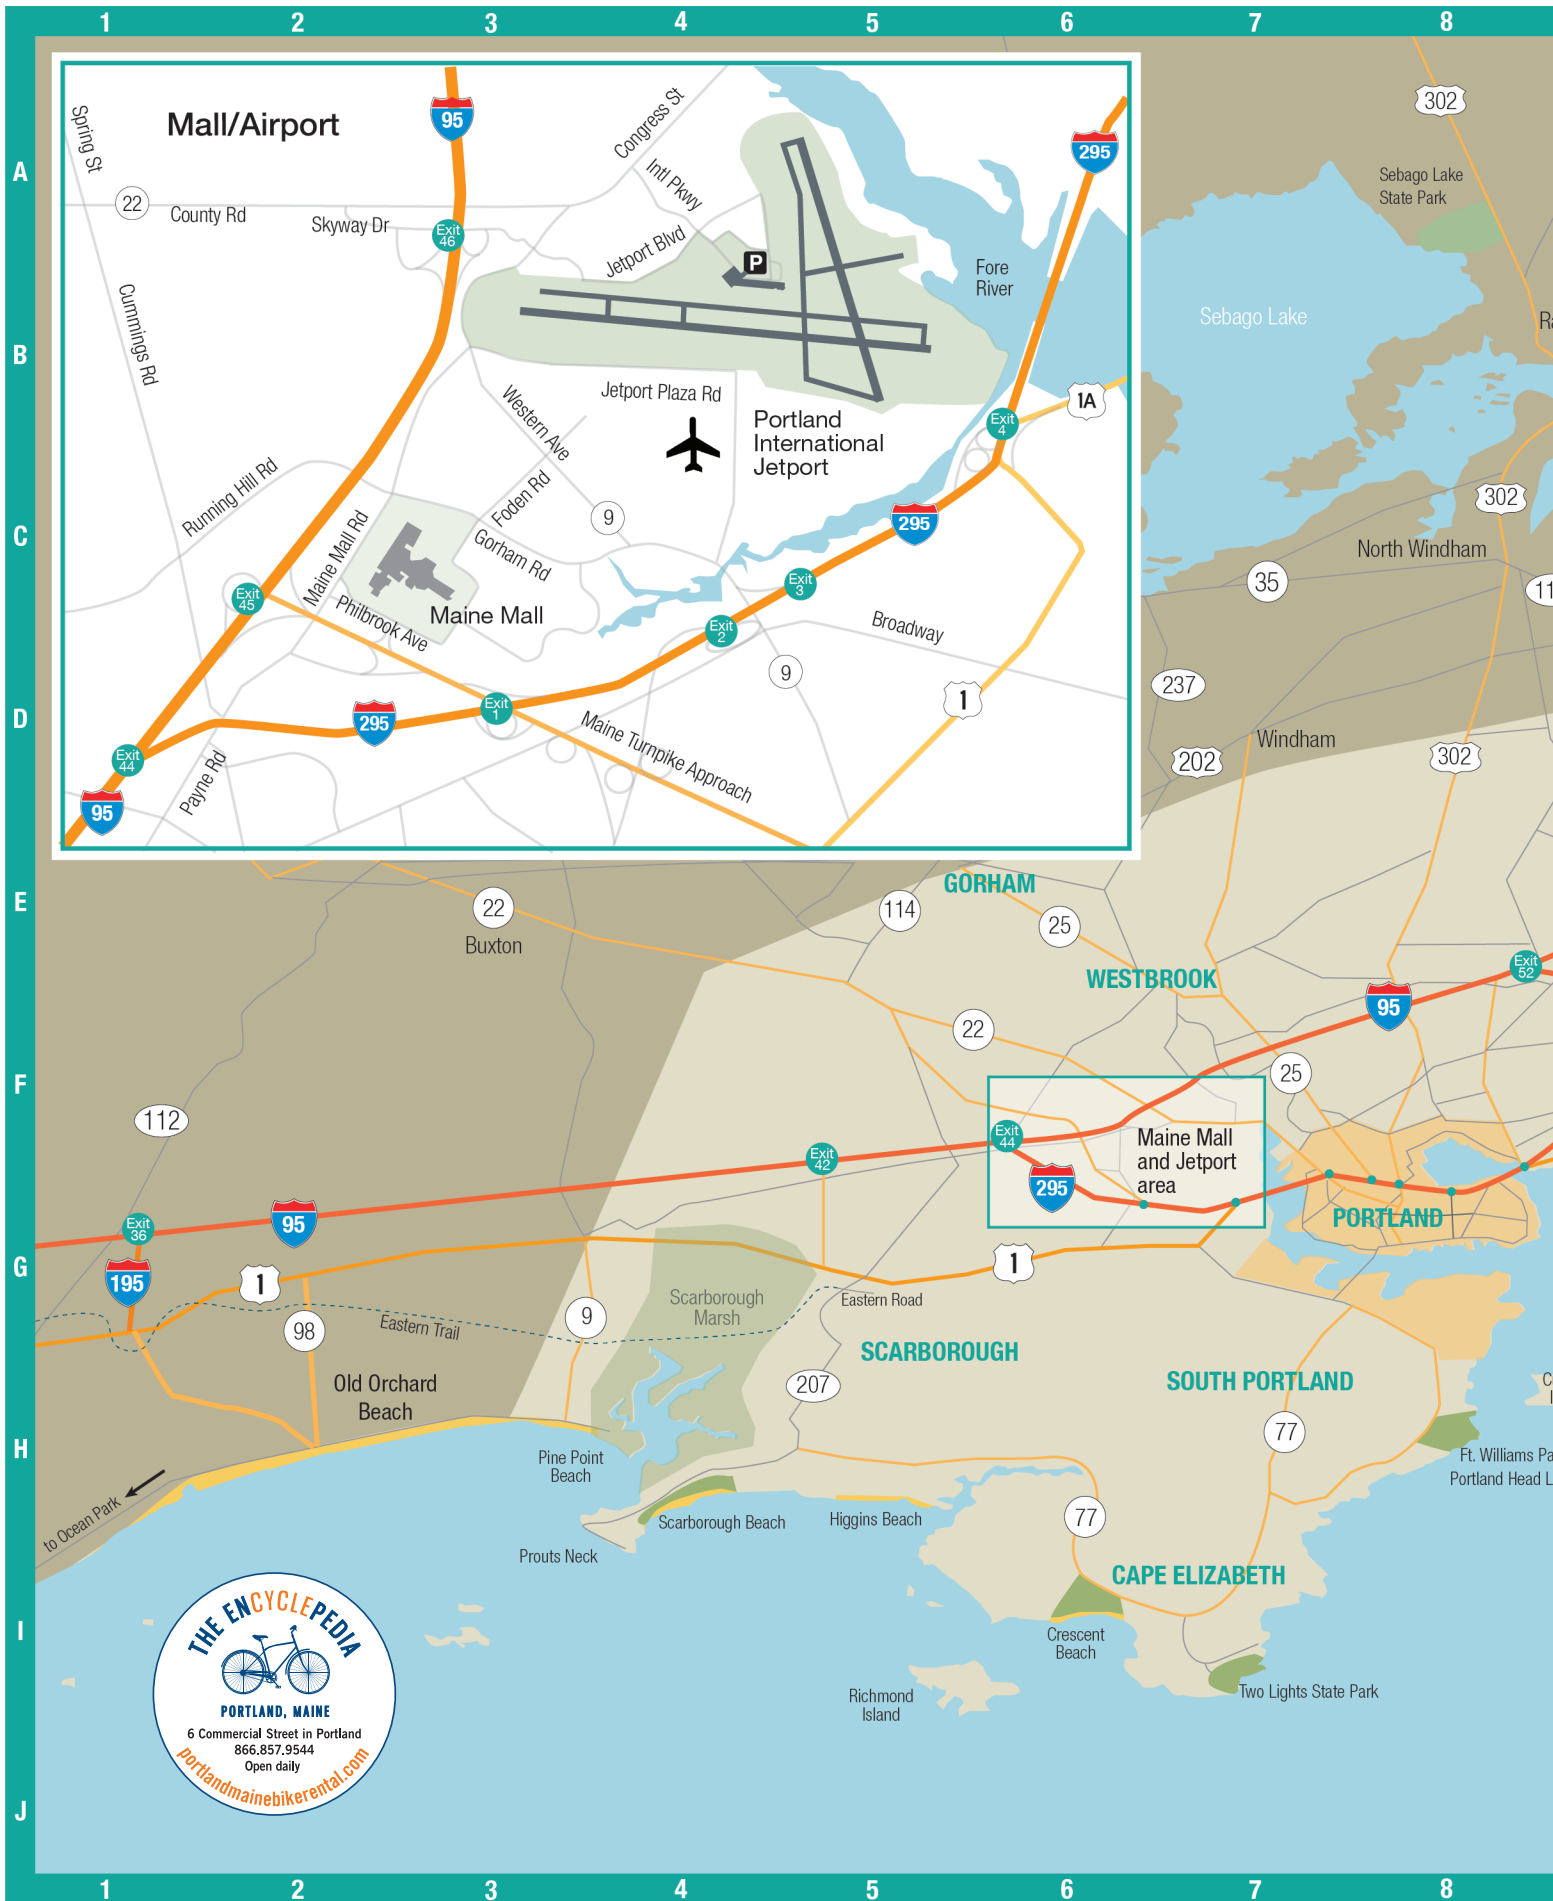 1 2 3 4 5 6 7 8
A
B
C
D
E
F
G
H
I
J
Mall/Airport
Spring St
95
Congress St
Intl Pkwy
295
22
County Rd
Skyway Dr
Exit
46
Jetport Blvd
P
Fore
River
Cummings Rd
Jetport Plaza Rd
Western Ave
Portland
International
Jetport
Exit
4
1A
Running Hill Rd
Foden Rd
9
295
Maine Mall Rd
Gorham Rd
Exit
45
Philbrook Ave
Maine Mall
Exit
3
Exit
2
Broadway
9
1
Exit
1
295
Maine Turnpike Approach
Exit
44
Payne Rd
95
302
Sebago Lake
State Park
Sebago Lake
302
North Windham
35
237
202
Windham
302
GORHAM
22
Buxton
114
25
WESTBROOK
Exit
52
95
22
25
112
Exit
44
Maine Mall
and Jetport
area
295
Exit
42
PORTLAND
Exit
36
95
195
1
1
98
Eastern Trail
9
Scarborough
Marsh
Eastern Road
SCARBOROUGH
207
SOUTH PORTLAND
Old Orchard
Beach
77
Pine Point
Beach
Ft. Williams Pa
Portland Head L
to Ocean Park
Scarborough Beach
Higgins Beach
77
Prouts Neck
CAPE ELIZABETH
Crescent
Beach
Two Lights State Park
Richmond
Island
THE ENCYCLEPEDIA
PORTLAND, MAINE
6 Commercial Street in Portland
866.857.9544
Open daily
portlandmainebikerental.com
1 2 3 4 5 6 7 8